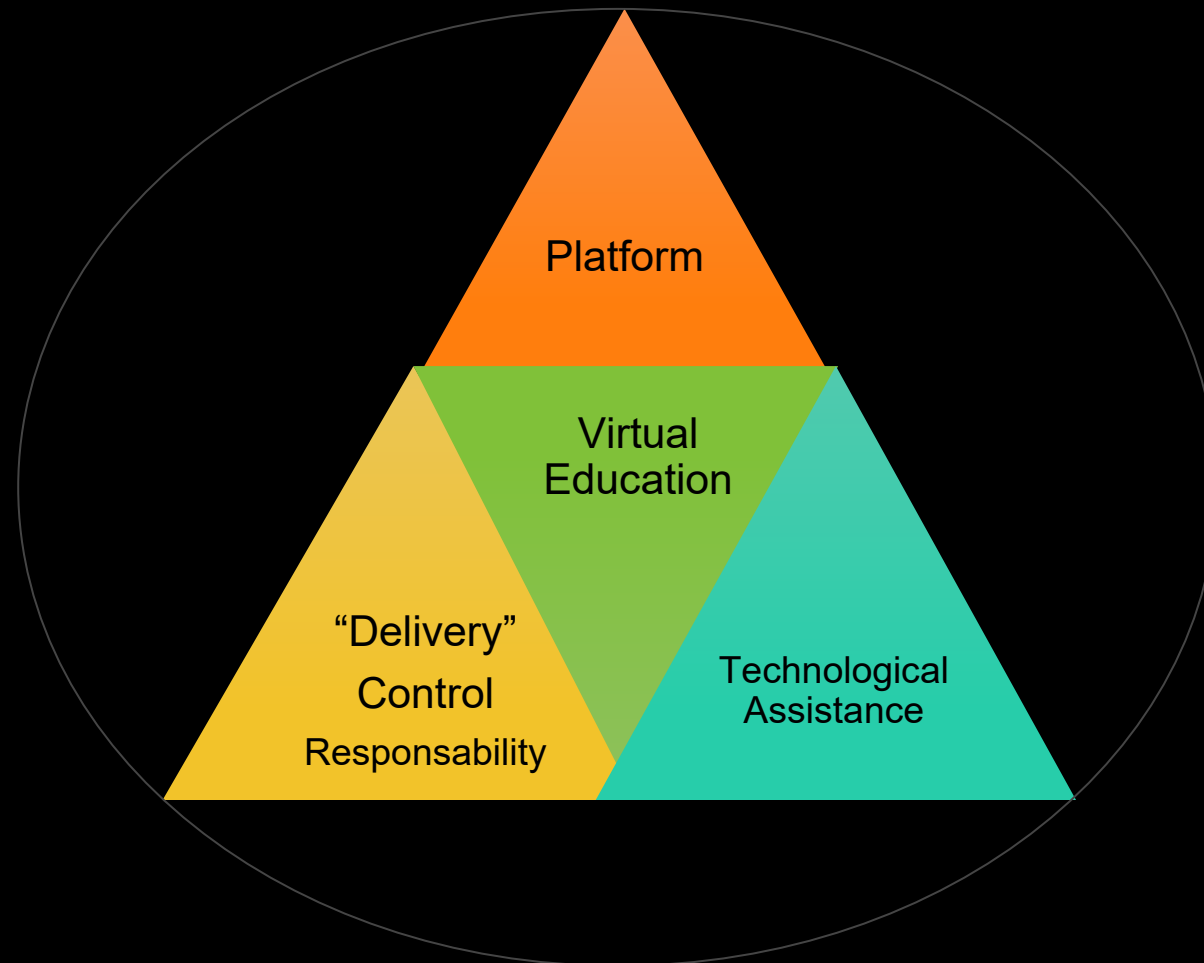 Platform
Virtual
Education
“Delivery”
Control
Responsability
Technological
Assistance